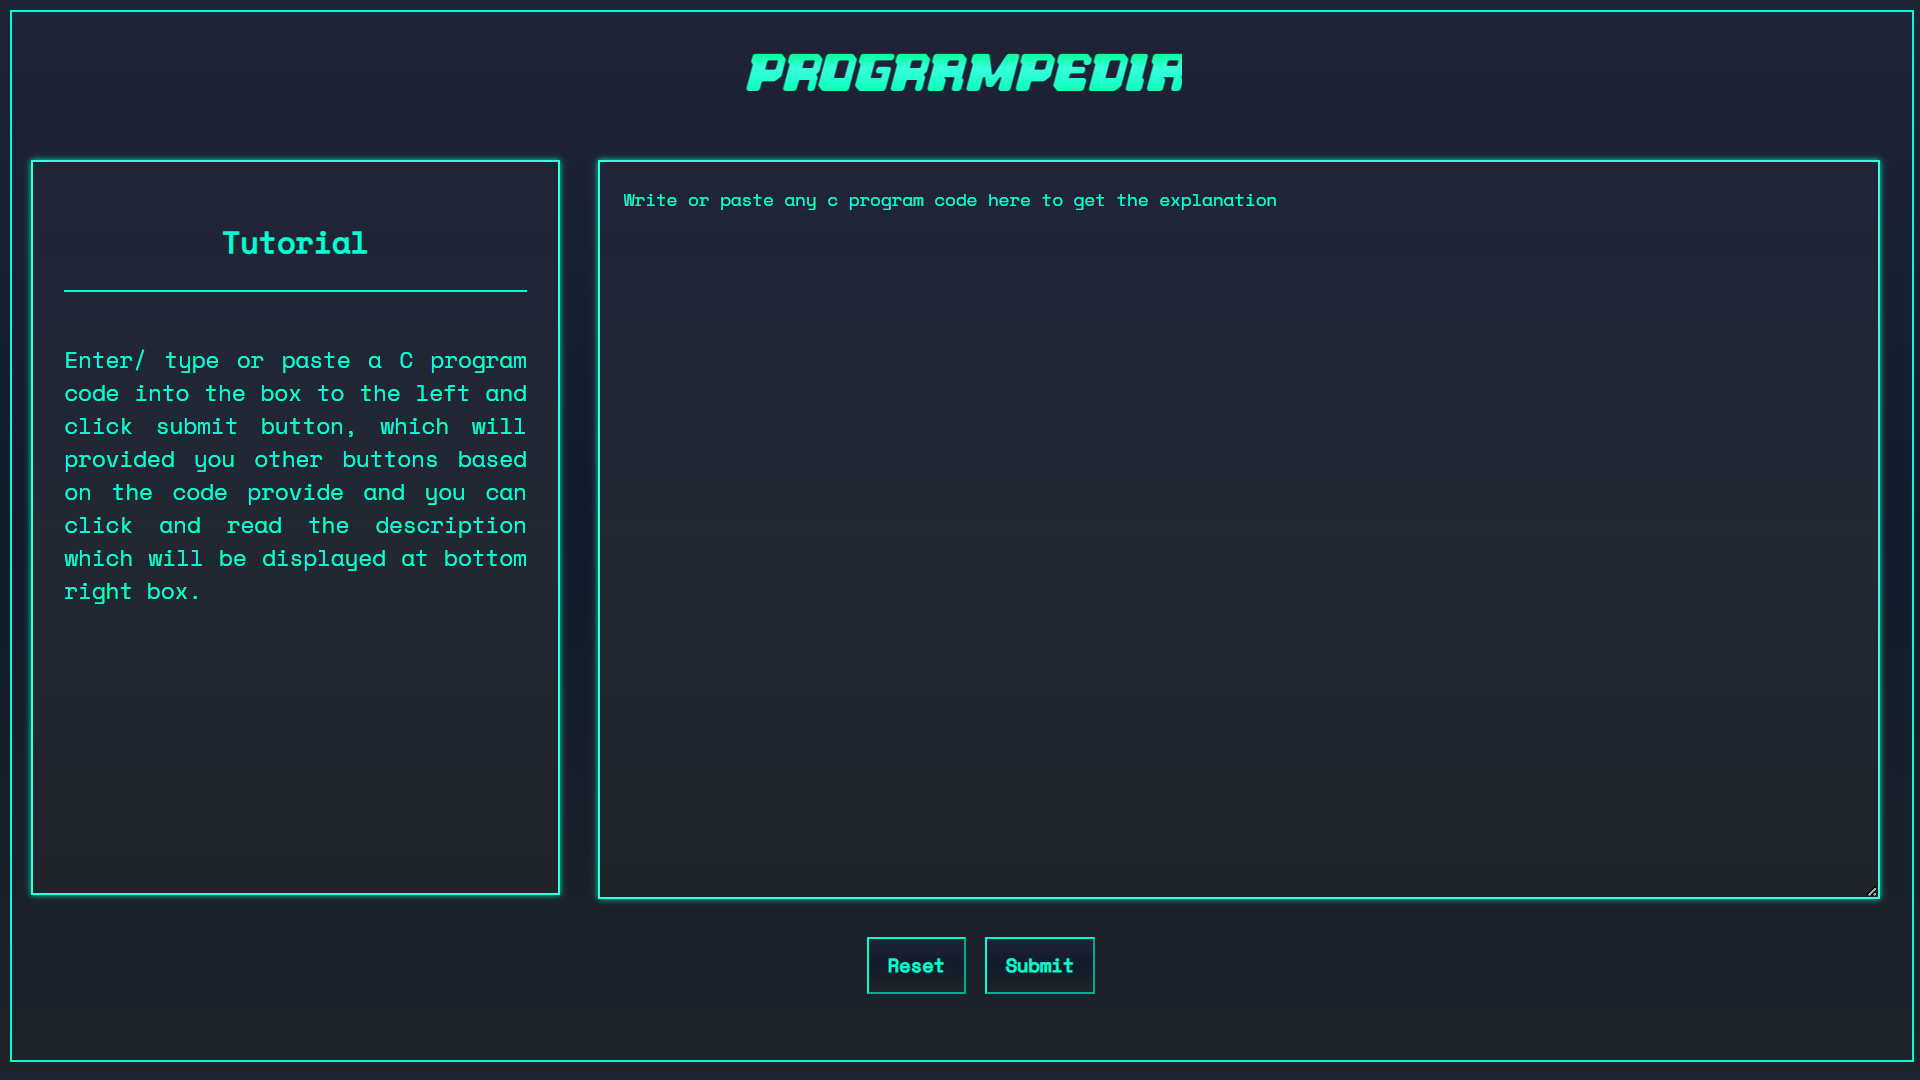 PROGRAMPEDIA
Tutorial
Enter/ type or paste a C program
code into the box to the left and
click submit button, which will
provided you other buttons based
on the code provide and you can
click and read the description
which will be displayed at bottom
right box.
Write or paste any c program code here to get the explanation
Reset
Submit